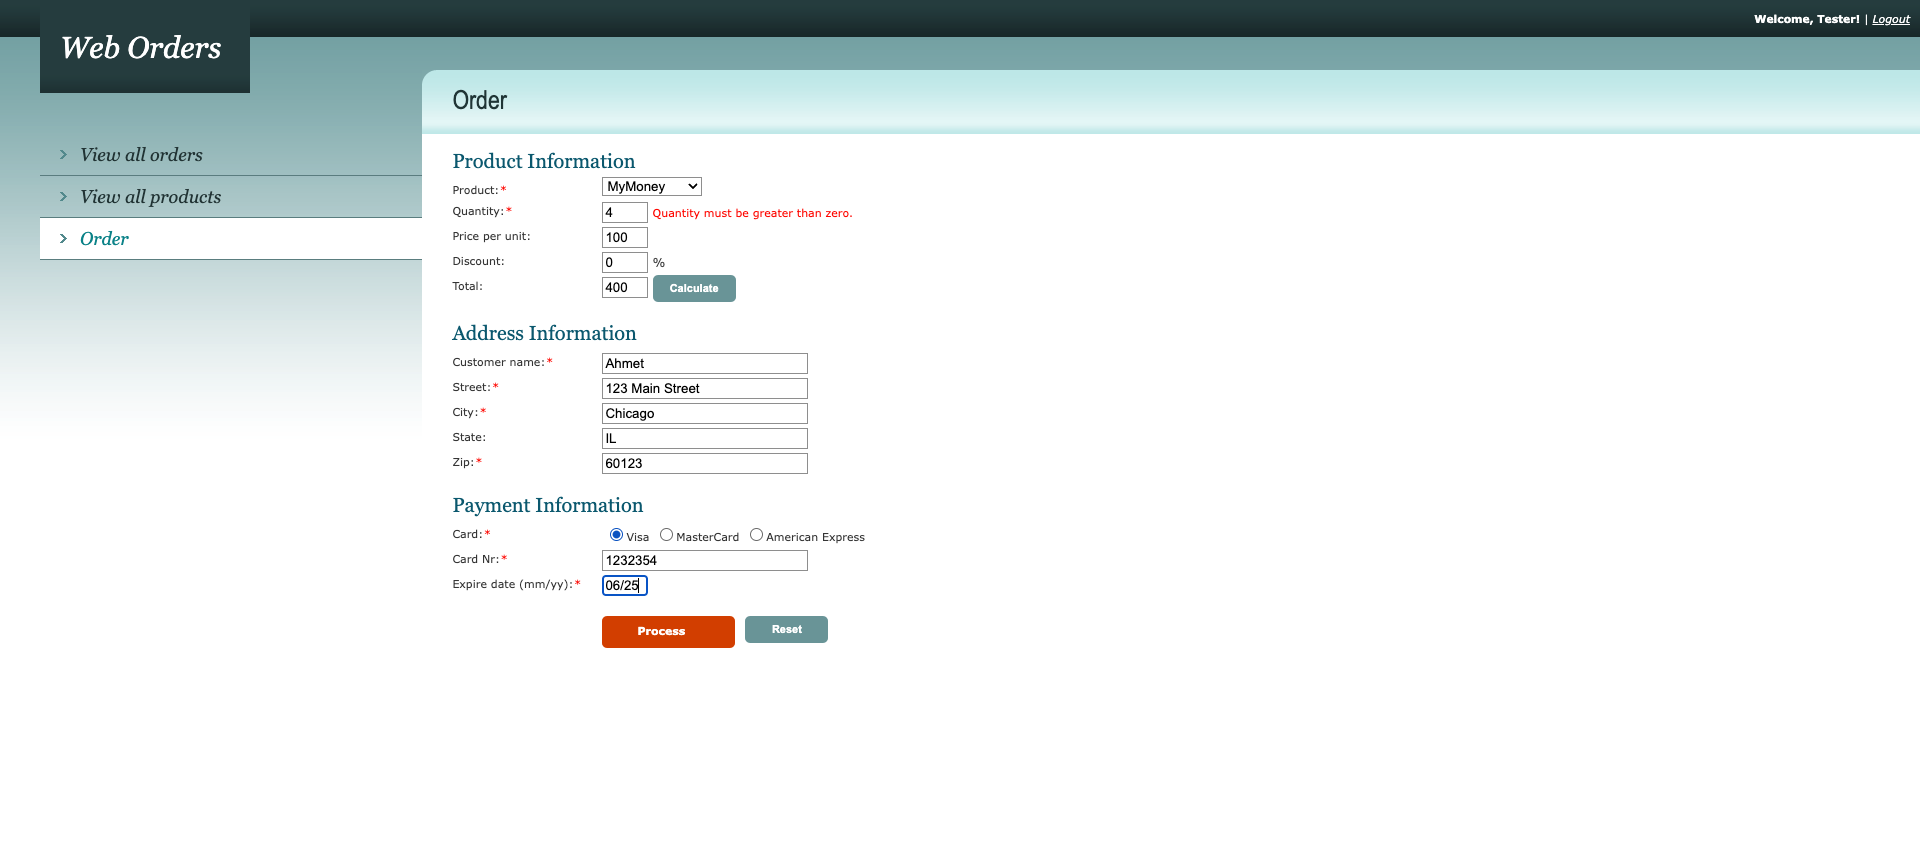 Welcome, Tester! | Logout
Web Orders
View all orders
View all products
Order
Order
Product Information
Product:* MyMoney
Quantity:* 4 Quantity must be greater than zero.
Price per unit: 100
Discount: 0 %
Total: 400 Calculate
Address Information
Customer name:* Ahmet
Street:* 123 Main Street
City:* Chicago
State: IL
Zip:* 60123
Payment Information
Card:* Visa MasterCard American Express
Card Nr:* 1232354
Expire date (mm/yy):* 06/25
Process Reset